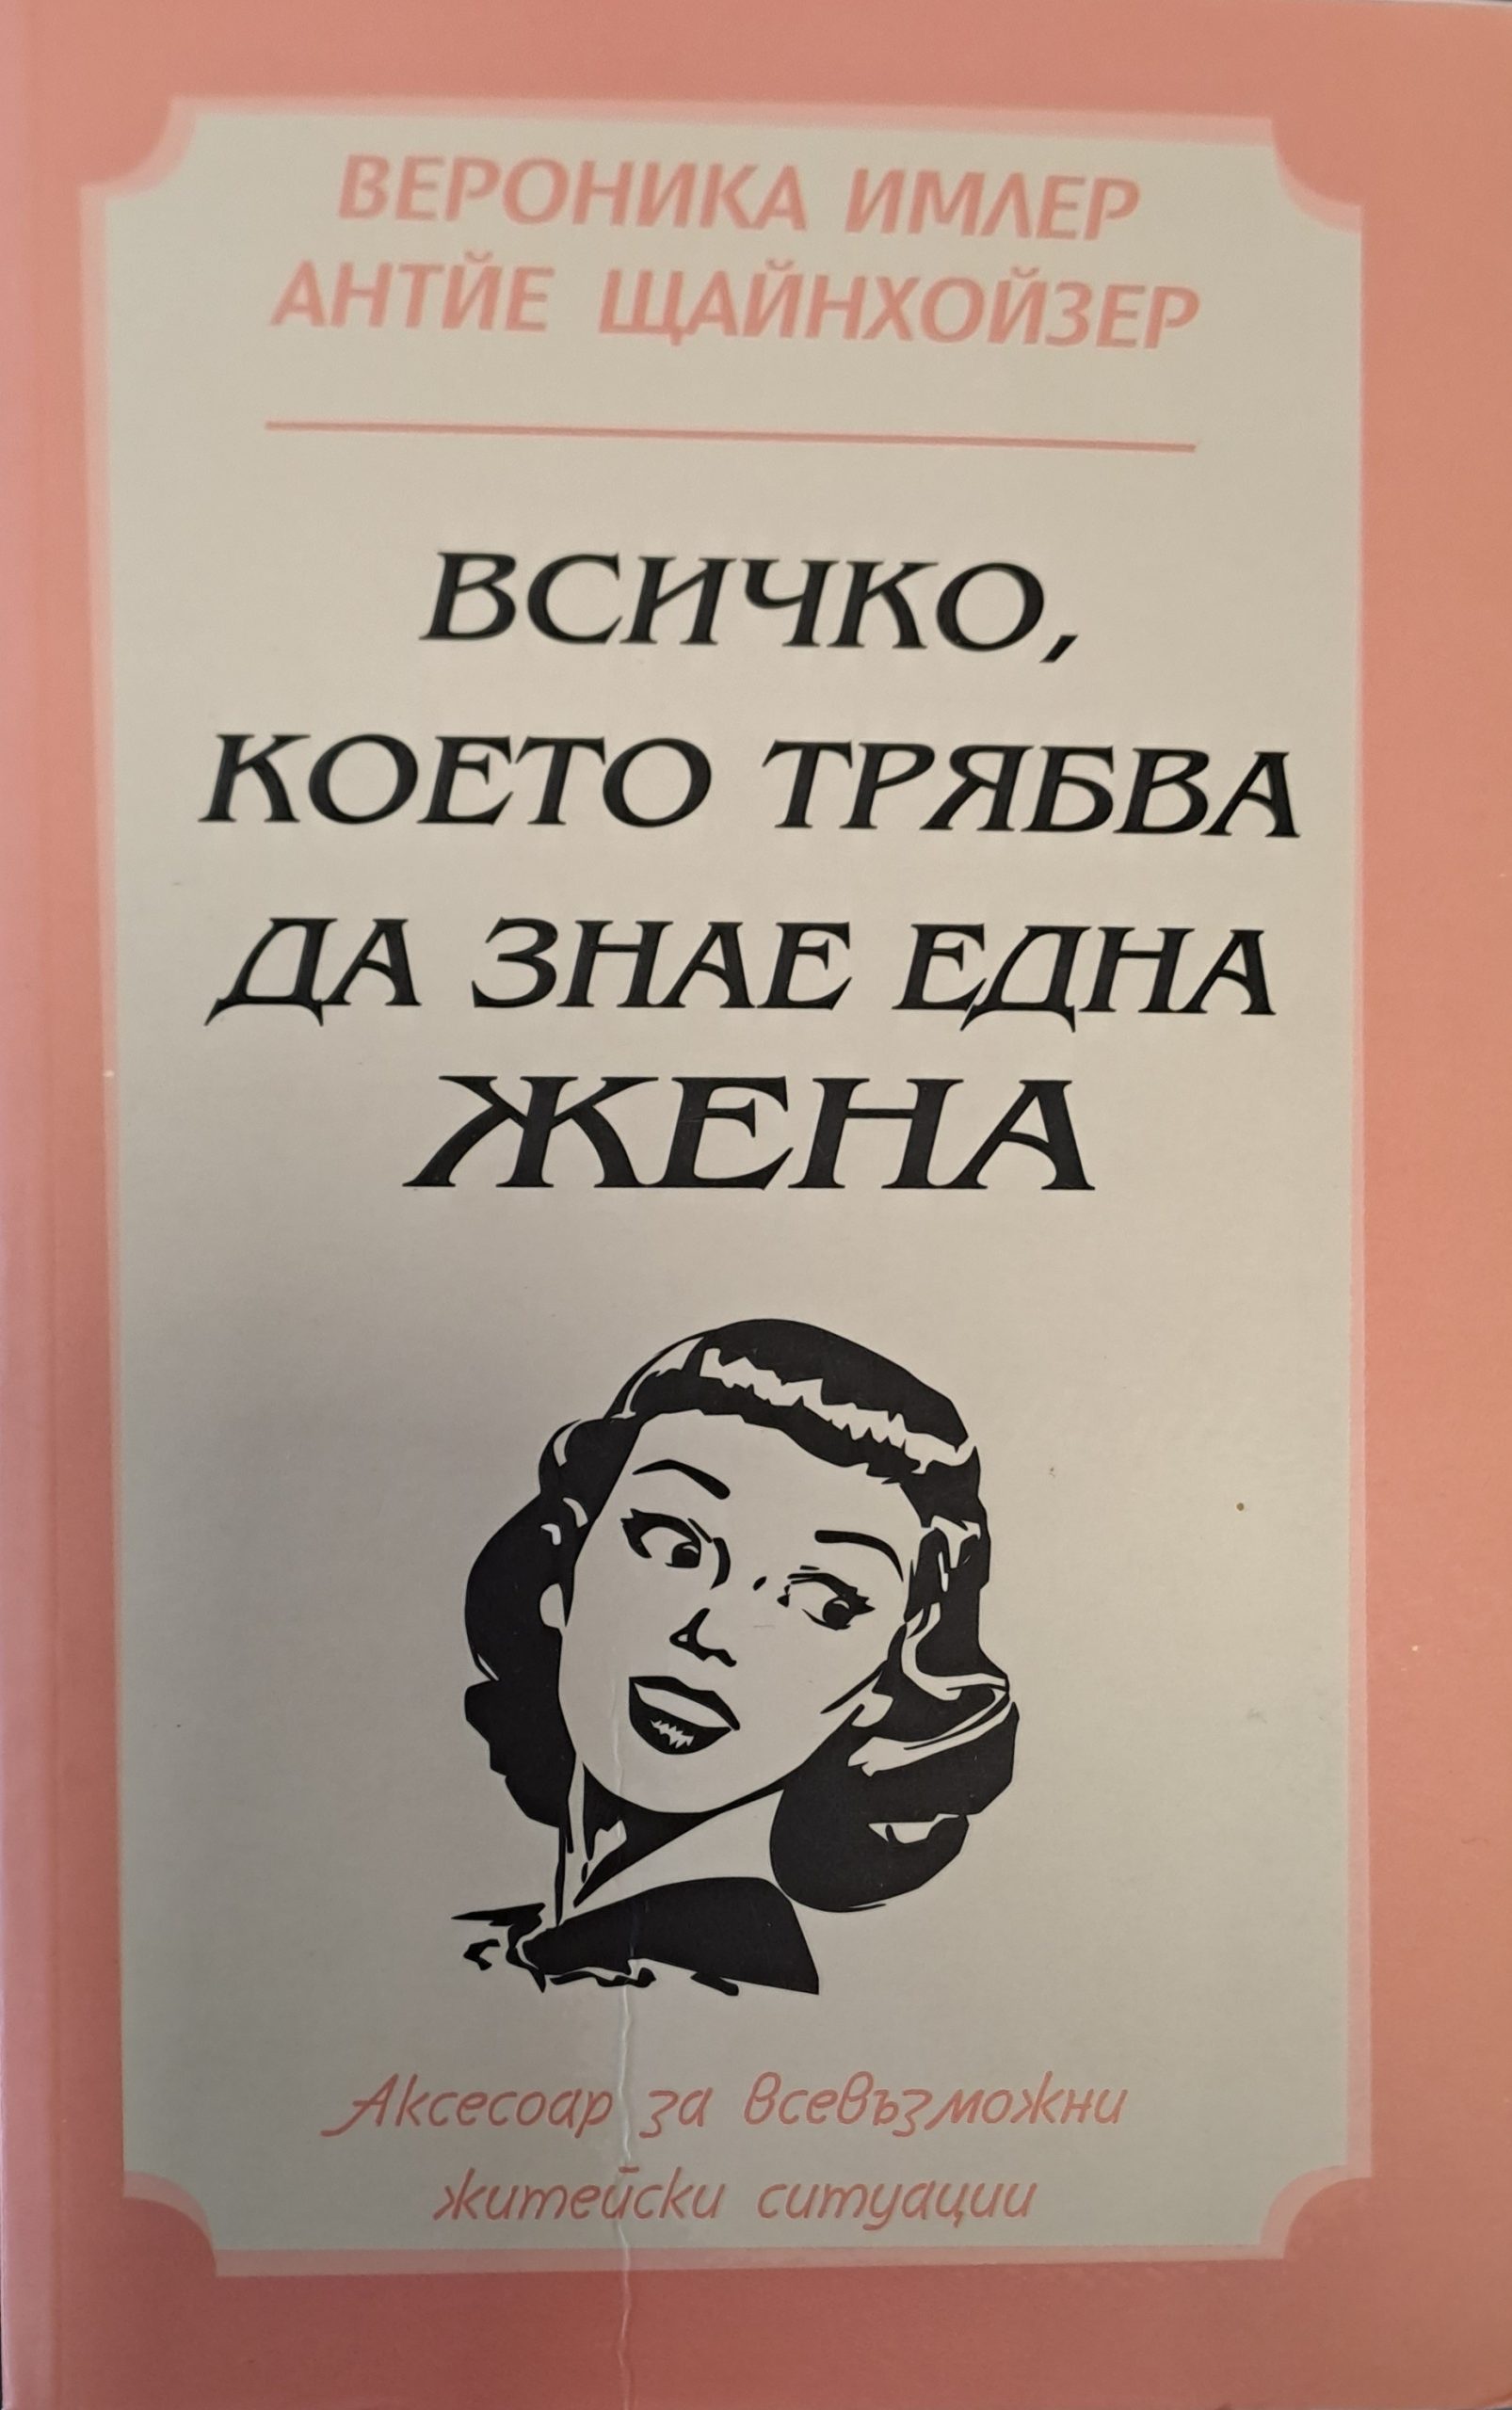 ВЕРОНИКА ИМЛЕР
АНТЙЕ ЩАЙНХОЙЗЕР
ВСИЧКО,
КОЕТО ТРЯБВА
ДА ЗНАЕ ЕДНА
ЖЕНА
Аксесоар за всевъзможни
житейски ситуации